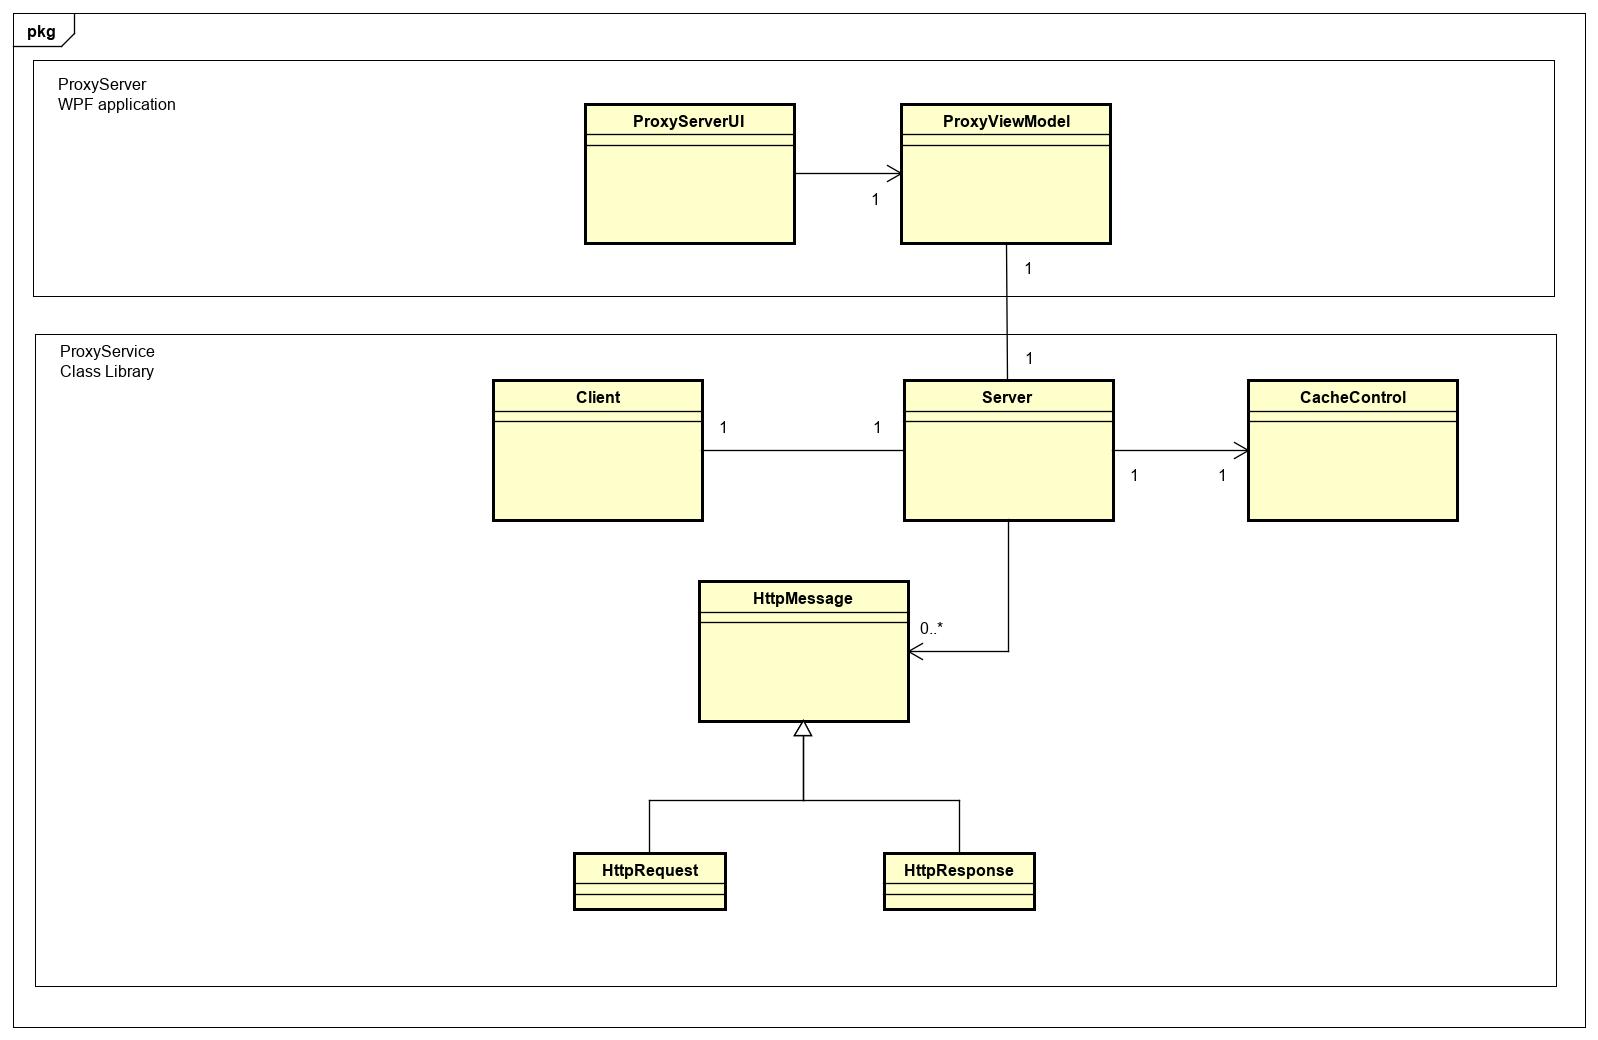 pkg
ProxyServer
WPF application
ProxyServerUI
ProxyViewModel
1
1
ProxyService
Class Library
1
Client
Server
CacheControl
1
1
1
1
HttpMessage
0..*
HttpRequest
HttpResponse